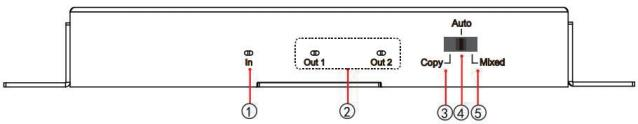 Auto
In Out 1 Out 2 Copy Mixed
① ② ③ ④ ⑤